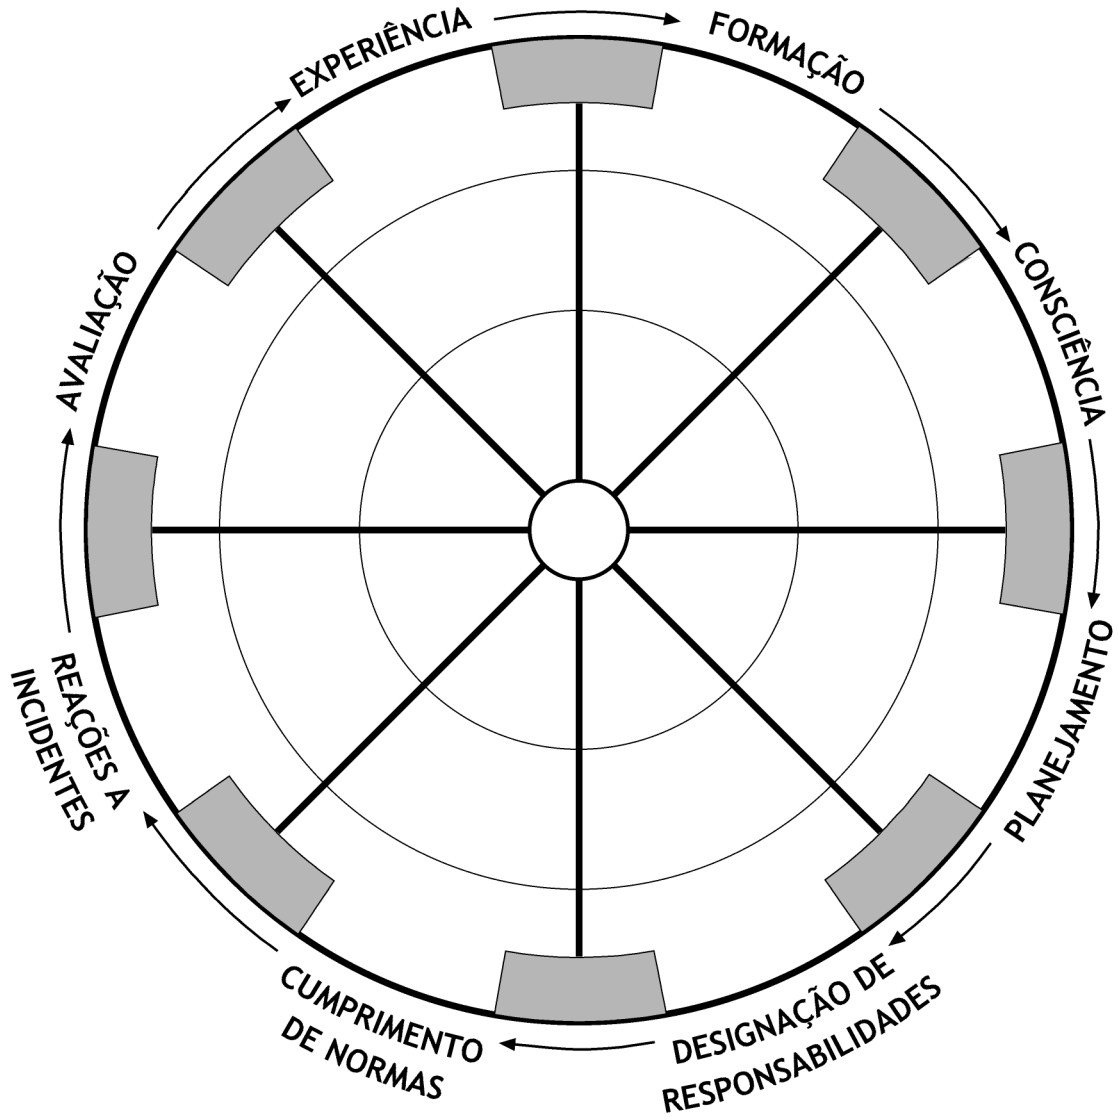 EXPERIÊNCIA
FORMAÇÃO
CONSCIÊNCIA
PLANEJAMENTO
DESIGNAÇÃO DE
RESPONSABILIDADES
CUMPRIMENTO
DE NORMAS
REAÇÕES A
INCIDENTES
AVALIAÇÃO